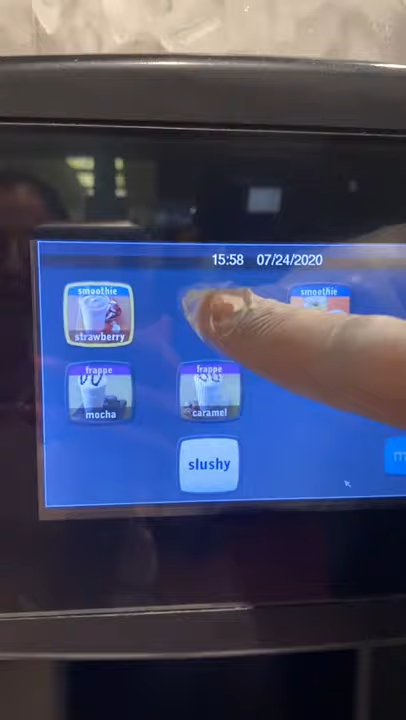 15:58 07/24/2020
smoothie
strawberry
smoothie
frappe
mocha
frappe
caramel
slushy
m